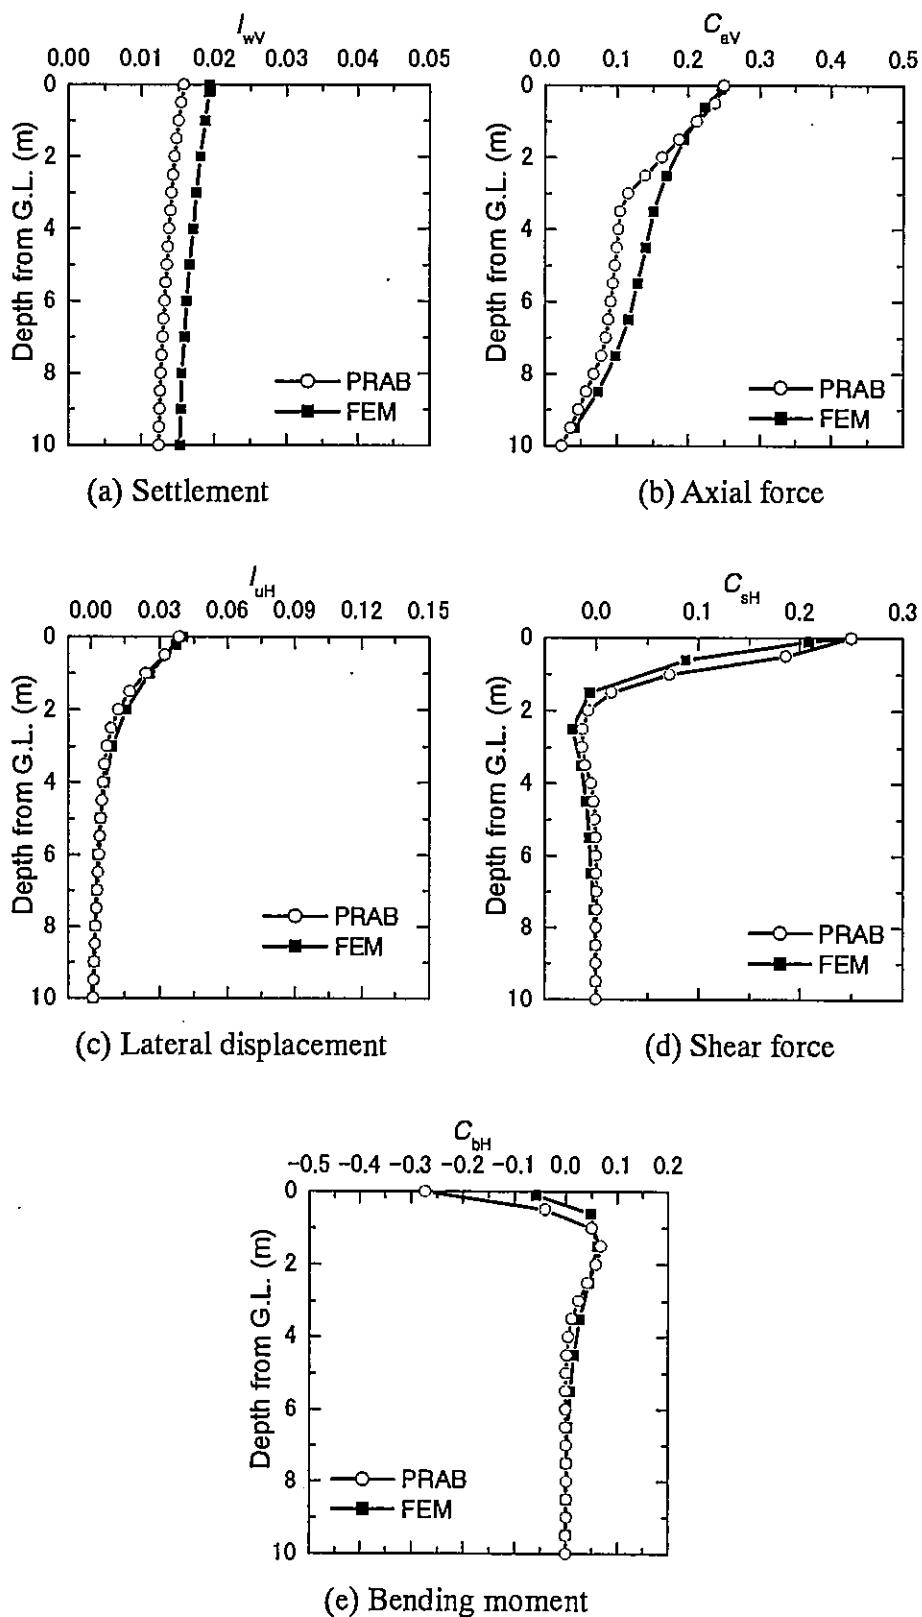 I_wV
0.00 0.01 0.02 0.03 0.04 0.05
0
2
4
6
8
10
Depth from G.L. (m)
PRAB
FEM
(a) Settlement
C_aV
0.0 0.1 0.2 0.3 0.4 0.5
0
2
4
6
8
10
Depth from G.L. (m)
PRAB
FEM
(b) Axial force
I_uH
0.00 0.03 0.06 0.09 0.12 0.15
0
2
4
6
8
10
Depth from G.L. (m)
PRAB
FEM
(c) Lateral displacement
C_sH
0.0 0.1 0.2 0.3
0
2
4
6
8
10
Depth from G.L. (m)
PRAB
FEM
(d) Shear force
C_bH
-0.5 -0.4 -0.3 -0.2 -0.1 0.0 0.1 0.2
0
2
4
6
8
10
Depth from G.L. (m)
PRAB
FEM
(e) Bending moment